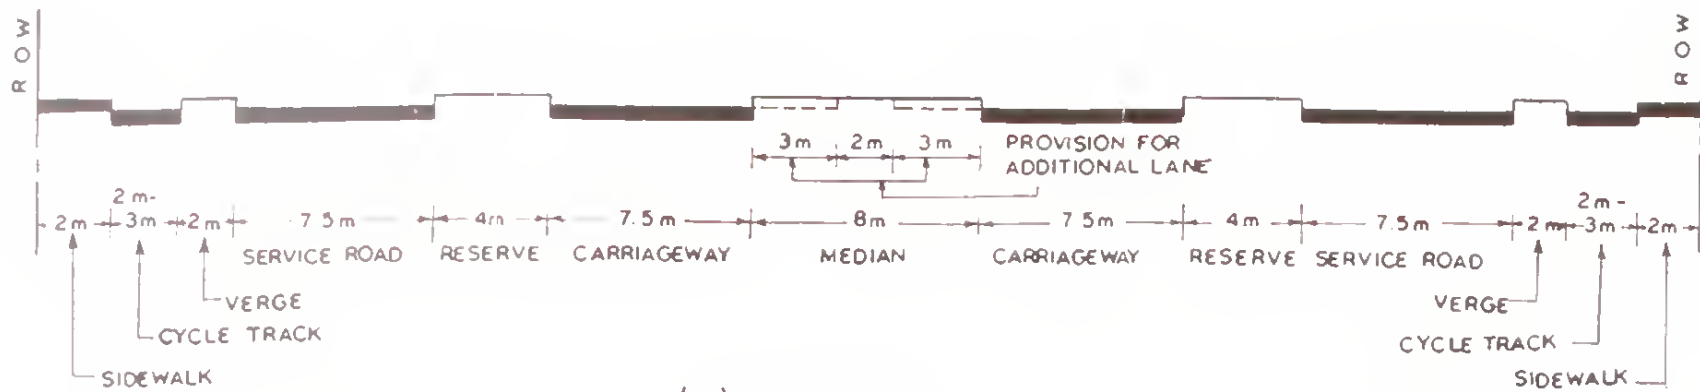 ROW
ROW
3m 2m 3m PROVISION FOR
ADDITIONAL LANE
2m 2m-3m 2m 7.5m 4m 7.5m 8m 7.5m 4m 7.5m 2m 2m-3m 2m
SERVICE ROAD RESERVE CARRIAGEWAY MEDIAN CARRIAGEWAY RESERVE SERVICE ROAD
VERGE VERGE
CYCLE TRACK CYCLE TRACK
SIDEWALK SIDEWALK